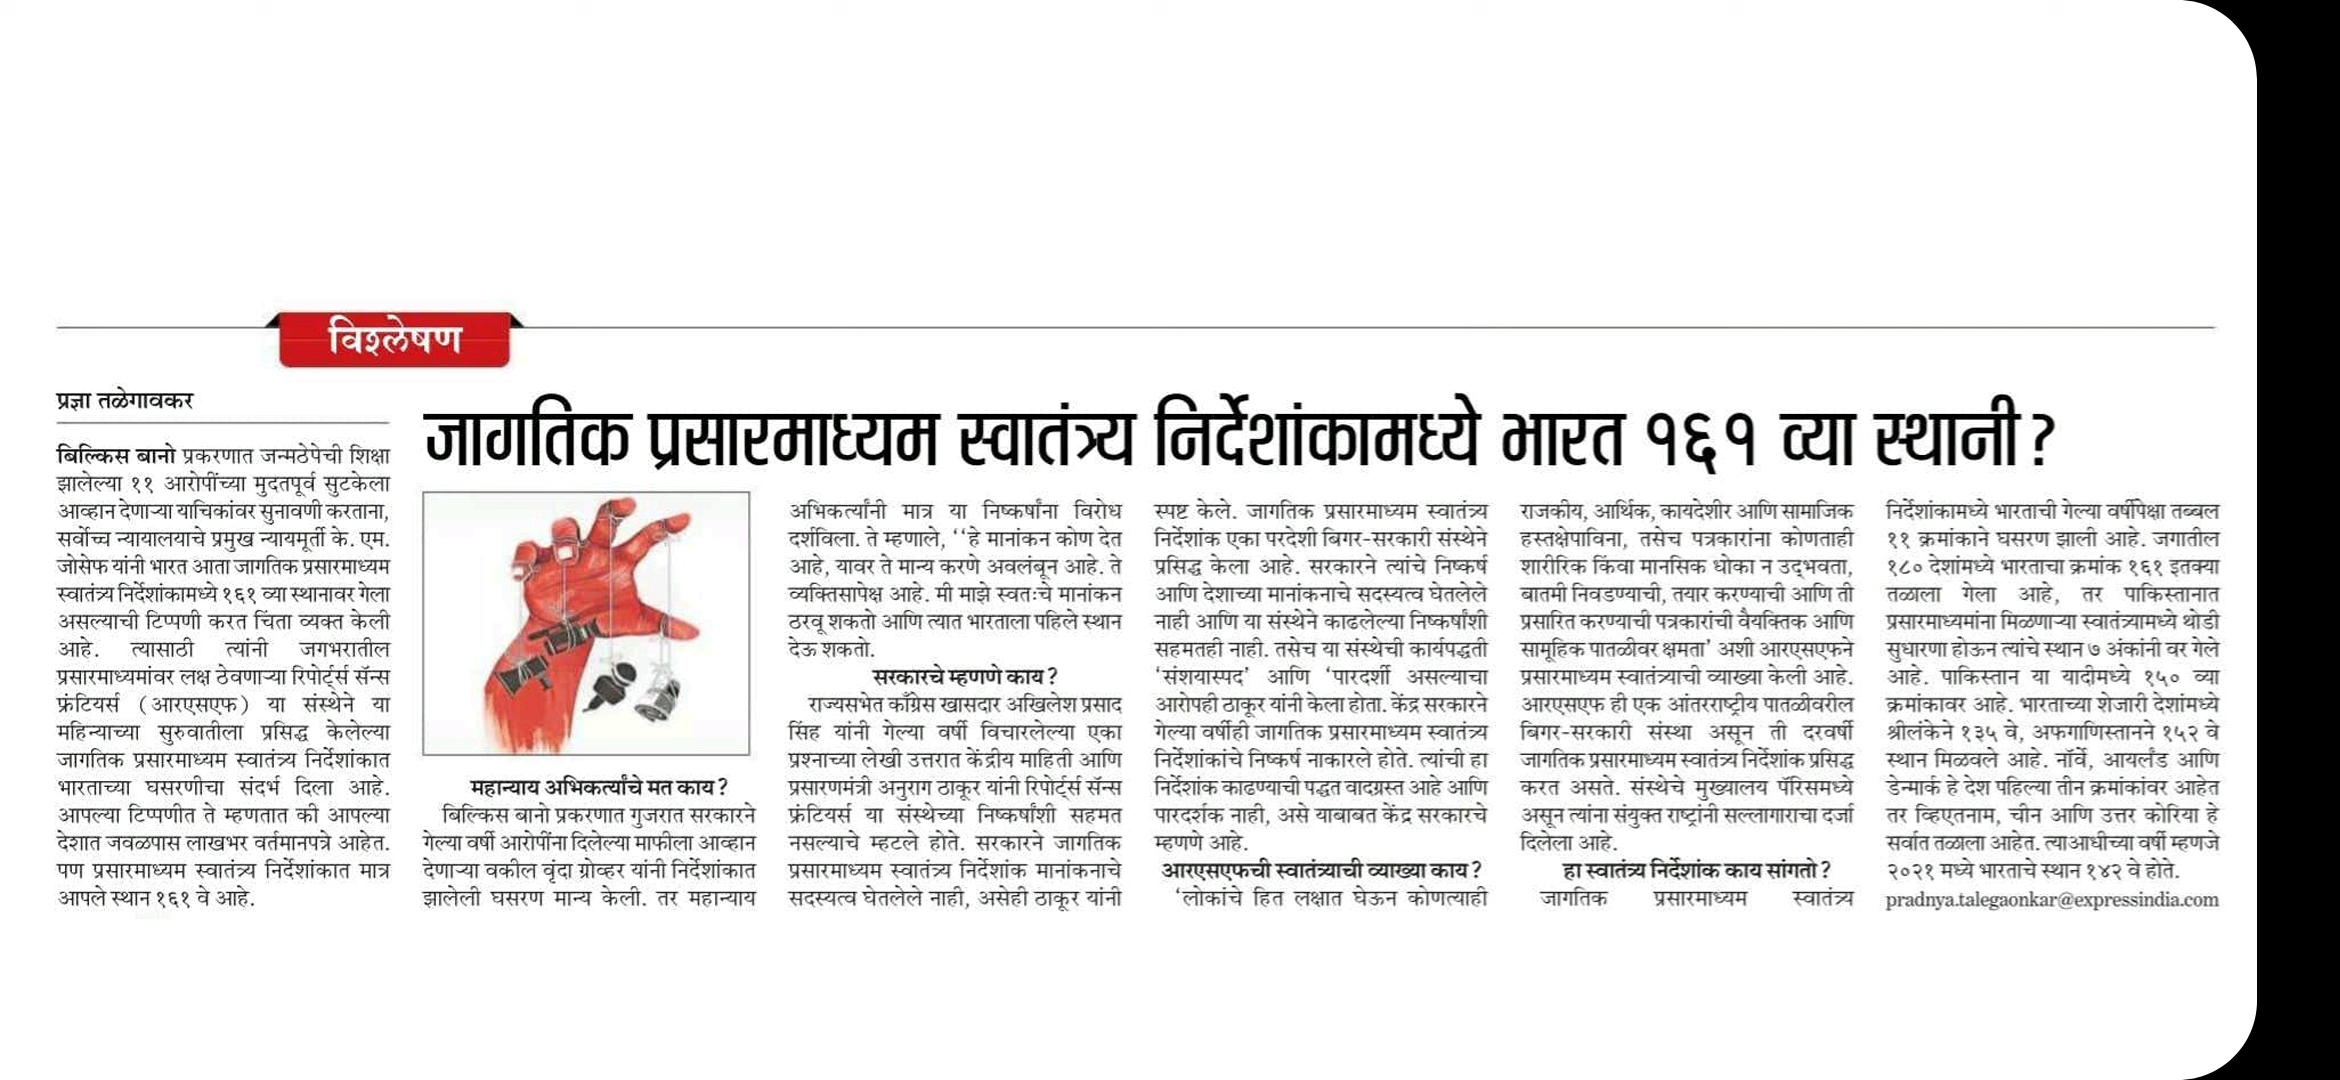 विश्लेषण
प्रज्ञा तळेगावकर
जागतिक प्रसारमाध्यम स्वातंत्र्य निर्देशांकामध्ये भारत १६१ व्या स्थानी?
बिल्किस बानो प्रकरणात जन्मठेपेची शिक्षा
झालेल्या ११ आरोपींच्या मुदतपूर्व सुटकेला
आव्हान देणाऱ्या याचिकांवर सुनावणी करताना,
सर्वोच्च न्यायालयाचे प्रमुख न्यायमूर्ती के. एम.
जोसेफ यांनी भारत आता जागतिक प्रसारमाध्यम
स्वातंत्र्य निर्देशांकामध्ये १६१ व्या स्थानावर गेला
असल्याची टिप्पणी करत चिंता व्यक्त केली
आहे. त्यासाठी त्यांनी जगभरातील
प्रसारमाध्यमांवर लक्ष ठेवणाऱ्या रिपोर्ट्स सॅन्स
फ्रंटियर्स (आरएसएफ) या संस्थेने या
महिन्याच्या सुरुवातीला प्रसिद्ध केलेल्या
जागतिक प्रसारमाध्यम स्वातंत्र्य निर्देशांकात
भारताच्या घसरणीचा संदर्भ दिला आहे.
आपल्या टिप्पणीत ते म्हणतात की आपल्या
देशात जवळपास लाखभर वर्तमानपत्रे आहेत.
पण प्रसारमाध्यम स्वातंत्र्य निर्देशांकात मात्र
आपले स्थान १६१ वे आहे.
महान्याय अभिकर्त्यांचे मत काय?
बिल्किस बानो प्रकरणात गुजरात सरकारने
गेल्या वर्षी आरोपींना दिलेल्या माफीला आव्हान
देणाऱ्या वकील वृंदा ग्रोव्हर यांनी निर्देशांकात
झालेली घसरण मान्य केली. तर महान्याय
अभिकर्त्यांनी मात्र या निष्कर्षांना विरोध
दर्शविला. ते म्हणाले, ‘‘हे मानांकन कोण देत
आहे, यावर ते मान्य करणे अवलंबून आहे. ते
व्यक्तिसापेक्ष आहे. मी माझे स्वतःचे मानांकन
ठरवू शकतो आणि त्यात भारताला पहिले स्थान
देऊ शकतो.
सरकारचे म्हणणे काय?
राज्यसभेत काँग्रेस खासदार अखिलेश प्रसाद
सिंह यांनी गेल्या वर्षी विचारलेल्या एका
प्रश्नाच्या लेखी उत्तरात केंद्रीय माहिती आणि
प्रसारणमंत्री अनुराग ठाकूर यांनी रिपोर्ट्स सॅन्स
फ्रंटियर्स या संस्थेच्या निष्कर्षांशी सहमत
नसल्याचे म्हटले होते. सरकारने जागतिक
प्रसारमाध्यम स्वातंत्र्य निर्देशांक मानांकनाचे
सदस्यत्व घेतलेले नाही, असेही ठाकूर यांनी
स्पष्ट केले. जागतिक प्रसारमाध्यम स्वातंत्र्य
निर्देशांक एका परदेशी बिगर-सरकारी संस्थेने
प्रसिद्ध केला आहे. सरकारने त्यांचे निष्कर्ष
आणि देशाच्या मानांकनाचे सदस्यत्व घेतलेले
नाही आणि या संस्थेने काढलेल्या निष्कर्षांशी
सहमतही नाही. तसेच या संस्थेची कार्यपद्धती
‘संशयास्पद’ आणि ‘पारदर्शी असल्याचा
आरोपही ठाकूर यांनी केला होता. केंद्र सरकारने
गेल्या वर्षीही जागतिक प्रसारमाध्यम स्वातंत्र्य
निर्देशांकांचे निष्कर्ष नाकारले होते. त्यांची हा
निर्देशांक काढण्याची पद्धत वादग्रस्त आहे आणि
पारदर्शक नाही, असे याबाबत केंद्र सरकारचे
म्हणणे आहे.
आरएसएफची स्वातंत्र्याची व्याख्या काय?
‘लोकांचे हित लक्षात घेऊन कोणत्याही
राजकीय, आर्थिक, कायदेशीर आणि सामाजिक
हस्तक्षेपाविना, तसेच पत्रकारांना कोणताही
शारीरिक किंवा मानसिक धोका न उद्‌भवता,
बातमी निवडण्याची, तयार करण्याची आणि ती
प्रसारित करण्याची पत्रकारांची वैयक्तिक आणि
सामूहिक पातळीवर क्षमता’ अशी आरएसएफने
प्रसारमाध्यम स्वातंत्र्याची व्याख्या केली आहे.
आरएसएफ ही एक आंतरराष्ट्रीय पातळीवरील
बिगर-सरकारी संस्था असून ती दरवर्षी
जागतिक प्रसारमाध्यम स्वातंत्र्य निर्देशांक प्रसिद्ध
करत असते. संस्थेचे मुख्यालय पॅरिसमध्ये
असून त्यांना संयुक्त राष्ट्रांनी सल्लागाराचा दर्जा
दिलेला आहे.
हा स्वातंत्र्य निर्देशांक काय सांगतो?
जागतिक प्रसारमाध्यम स्वातंत्र्य
निर्देशांकामध्ये भारताची गेल्या वर्षीपेक्षा तब्बल
११ क्रमांकाने घसरण झाली आहे. जगातील
१८० देशांमध्ये भारताचा क्रमांक १६१ इतक्या
तळाला गेला आहे, तर पाकिस्तानात
प्रसारमाध्यमांना मिळणाऱ्या स्वातंत्र्यामध्ये थोडी
सुधारणा होऊन त्यांचे स्थान ७ अंकांनी वर गेले
आहे. पाकिस्तान या यादीमध्ये १५० व्या
क्रमांकावर आहे. भारताच्या शेजारी देशांमध्ये
श्रीलंकेने १३५ वे, अफगाणिस्तानने १५२ वे
स्थान मिळवले आहे. नॉर्वे, आयर्लंड आणि
डेन्मार्क हे देश पहिल्या तीन क्रमांकांवर आहेत
तर व्हिएतनाम, चीन आणि उत्तर कोरिया हे
सर्वात तळाला आहेत. त्याआधीच्या वर्षी म्हणजे
२०२१ मध्ये भारताचे स्थान १४२ वे होते.
pradnya.talegaonkar@expressindia.com